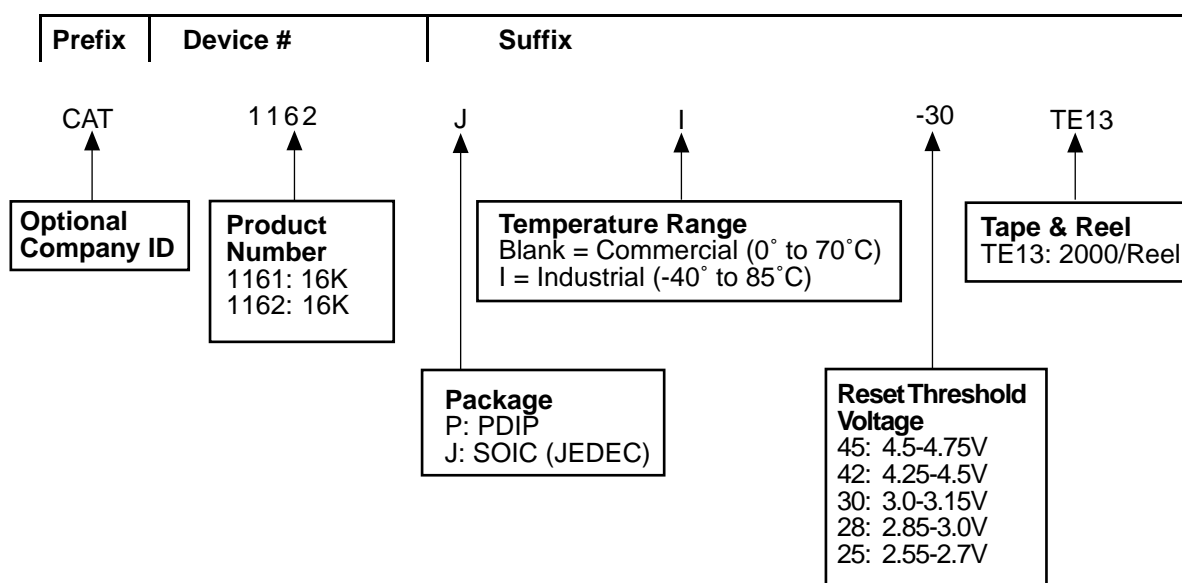 Prefix Device # Suffix
CAT 1162 J I -30 TE13
Optional
Company ID
Product
Number
1161: 16K
1162: 16K
Temperature Range
Blank = Commercial (0˚ to 70˚C)
I = Industrial (-40˚ to 85˚C)
Tape & Reel
TE13: 2000/Reel
Package
P: PDIP
J: SOIC (JEDEC)
Reset Threshold
Voltage
45: 4.5-4.75V
42: 4.25-4.5V
30: 3.0-3.15V
28: 2.85-3.0V
25: 2.55-2.7V